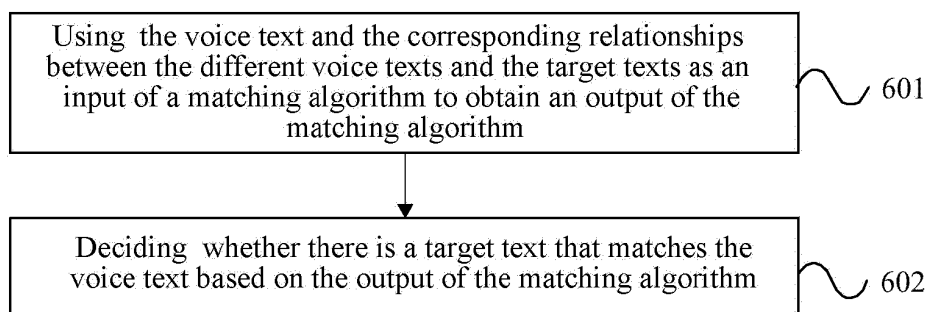 Using the voice text and the corresponding relationships
between the different voice texts and the target texts as an
input of a matching algorithm to obtain an output of the
matching algorithm
601
Deciding whether there is a target text that matches the
voice text based on the output of the matching algorithm
602